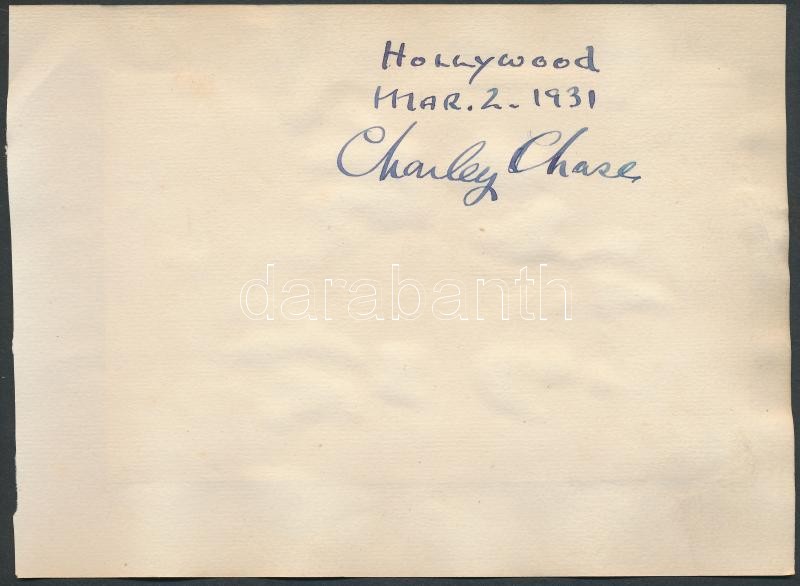 Hollywood
MAR. 2 - 1931
Charley Chase
darabanth